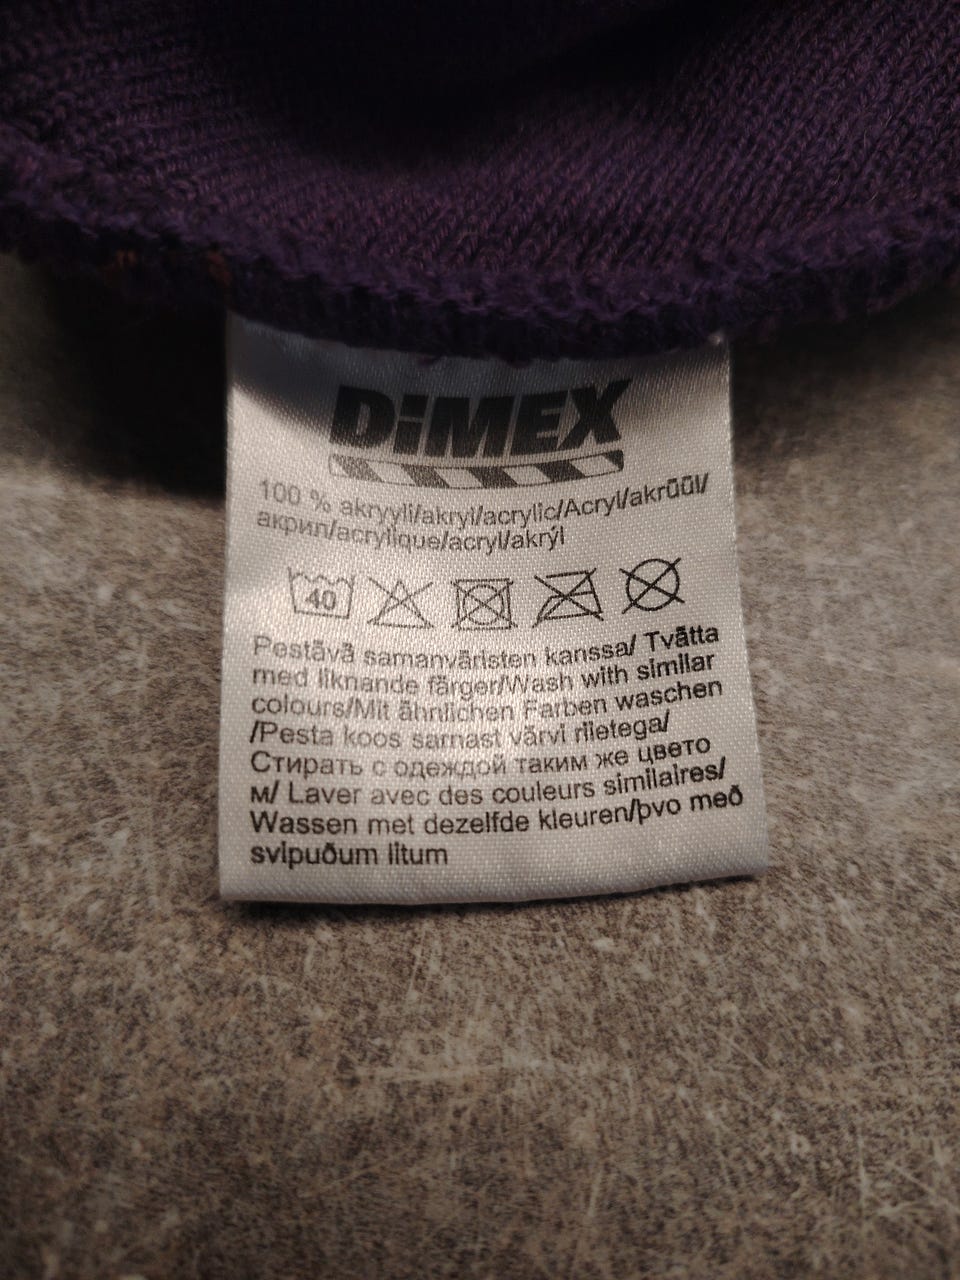 DiMEX
100 % akryyli/akryl/acrylic/Acryl/akrüül/
акрил/acrylique/acryl/akrýl
40
Pestävä samanväristen kanssa/ Tvätta
med liknande färger/Wash with similar
colours/Mit ähnlichen Farben waschen
/Pesta koos sarnast värvi riietega/
Стирать с одеждой таким же цвето
м/ Laver avec des couleurs similaires/
Wassen met dezelfde kleuren/þvo með
svipuðum litum